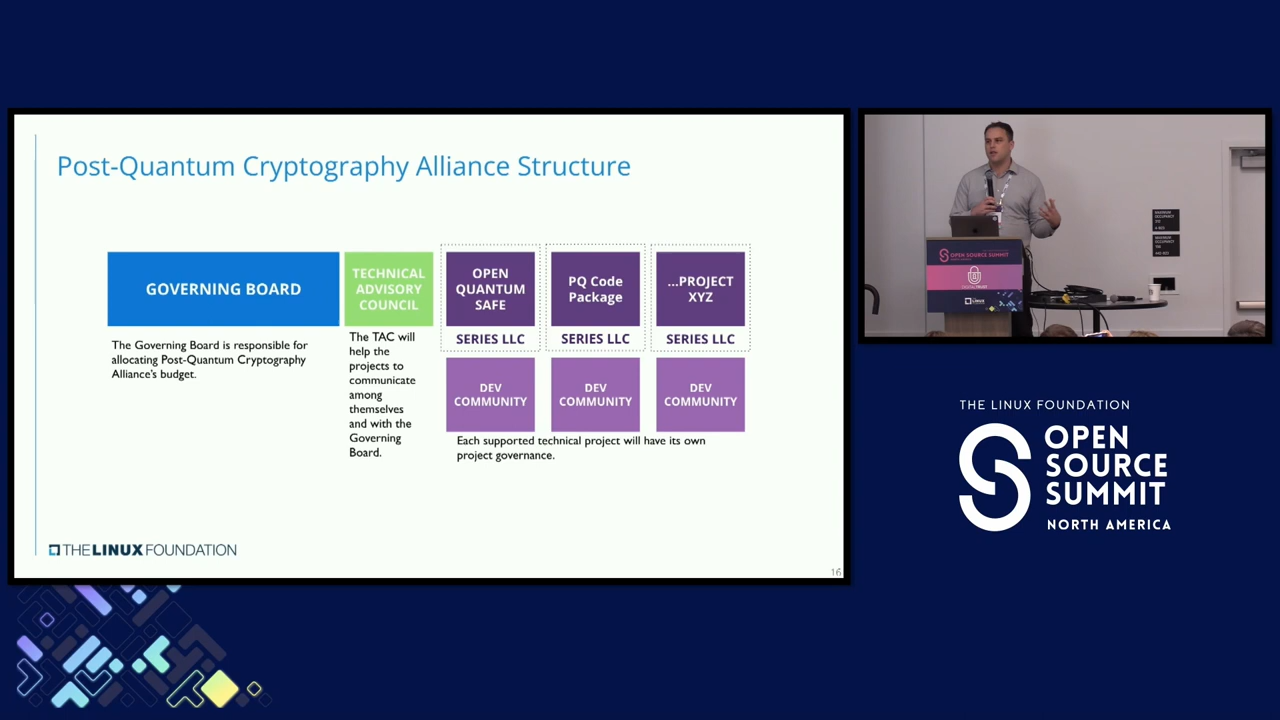 Post-Quantum Cryptography Alliance Structure
GOVERNING BOARD
The Governing Board is responsible for
allocating Post-Quantum Cryptography
Alliance's budget.
TECHNICAL
ADVISORY
COUNCIL
The TAC will
help the
projects to
communicate
among
themselves
and with the
Governing
Board.
OPEN
QUANTUM
SAFE
SERIES LLC
DEV
COMMUNITY
PQ Code
Package
SERIES LLC
DEV
COMMUNITY
...PROJECT
XYZ
SERIES LLC
DEV
COMMUNITY
Each supported technical project will have its own
project governance.
THE LINUX FOUNDATION
16
OPEN SOURCE SUMMIT
THE LINUX FOUNDATION
OPEN
SOURCE
SUMMIT
NORTH AMERICA